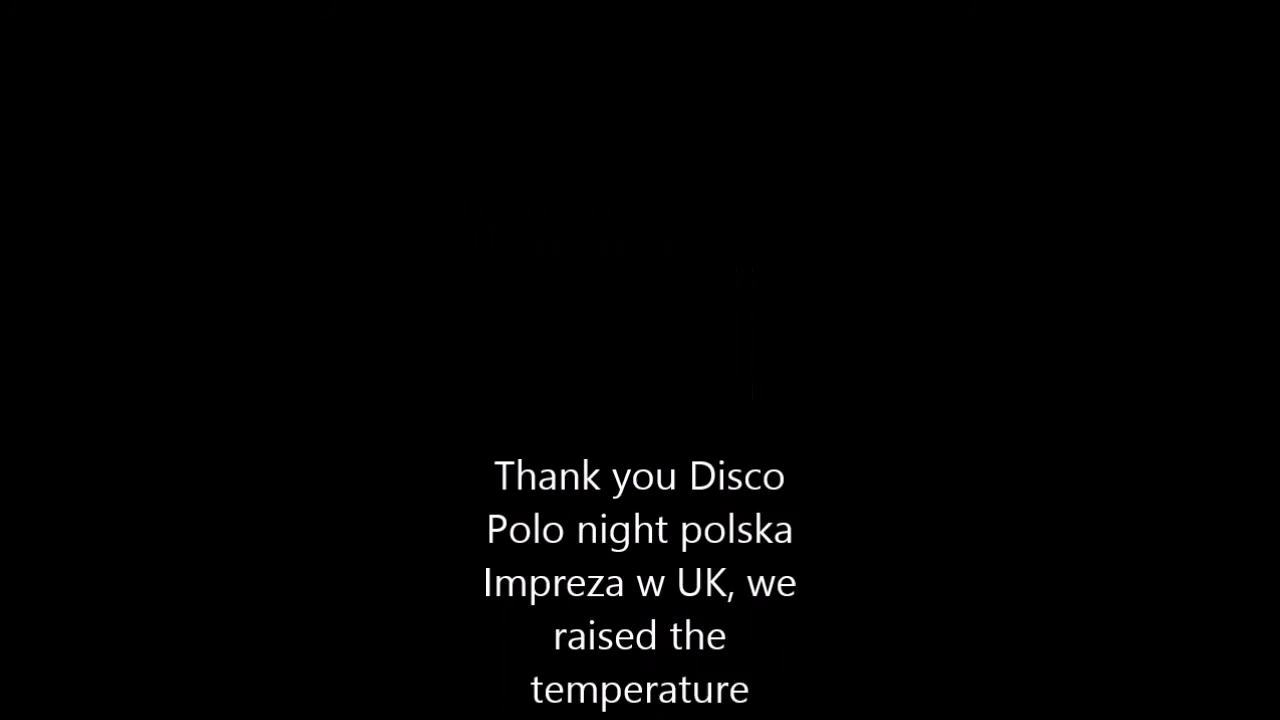 Thank you Disco
Polo night polska
Impreza w UK, we
raised the
temperature